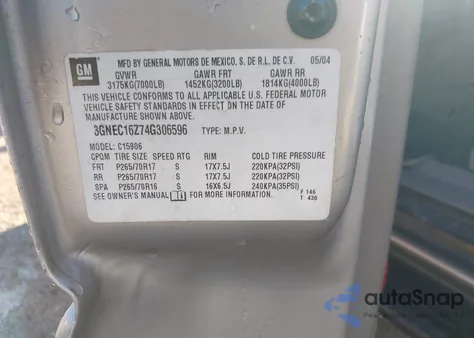 GM
MFD BY GENERAL MOTORS DE MEXICO, S. DE R.L. DE C.V. 05/04
GVWR GAWR FRT GAWR RR
3175KG(7000LB) 1452KG(3200LB) 1814KG(4000LB)
THIS VEHICLE CONFORMS TO ALL APPLICABLE U.S. FEDERAL MOTOR
VEHICLE SAFETY STANDARDS IN EFFECT ON THE DATE OF
MANUFACTURE SHOWN ABOVE.
3GNEC16Z74G306596 TYPE: M.P.V.
MODEL: C15906
CPQM TIRE SIZE SPEED RTG RIM COLD TIRE PRESSURE
FRT P265/70R17 S 17X7.5J 220KPA(32PSI)
RR P265/70R17 S 17X7.5J 220KPA(32PSI)
SPA P265/70R16 S 16X6.5J 240KPA(35PSI)
SEE OWNER'S MANUAL FOR MORE INFORMATION.
F 146
T 430
autoSnap